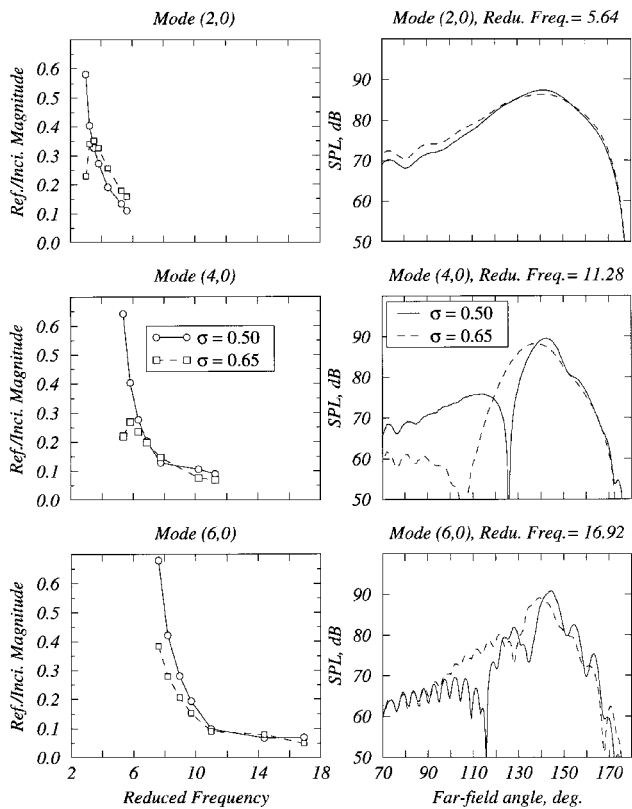 Mode (2,0)
Ref./Inci. Magnitude
0.6
0.5
0.4
0.3
0.2
0.1
0.0
Mode (2,0), Redu. Freq.= 5.64
SPL, dB
90
80
70
60
50
Mode (4,0)
Ref./Inci. Magnitude
0.6
0.5
0.4
0.3
0.2
0.1
0.0
σ = 0.50
σ = 0.65
Mode (4,0), Redu. Freq.= 11.28
SPL, dB
90
80
70
60
50
σ = 0.50
σ = 0.65
Mode (6,0)
Ref./Inci. Magnitude
0.6
0.5
0.4
0.3
0.2
0.1
0.0
2 6 10 14 18
Reduced Frequency
Mode (6,0), Redu. Freq.= 16.92
SPL, dB
90
80
70
60
50
70 90 110 130 150 170
Far-field angle, deg.